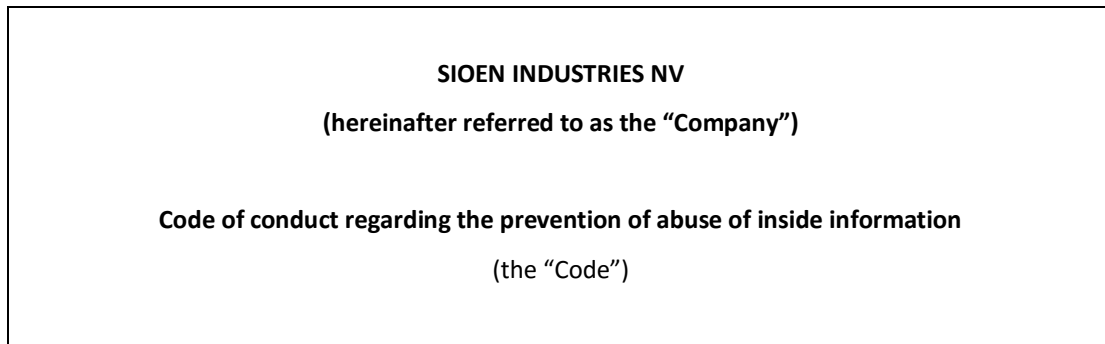 SIOEN INDUSTRIES NV
(hereinafter referred to as the “Company”)
Code of conduct regarding the prevention of abuse of inside information
(the “Code”)